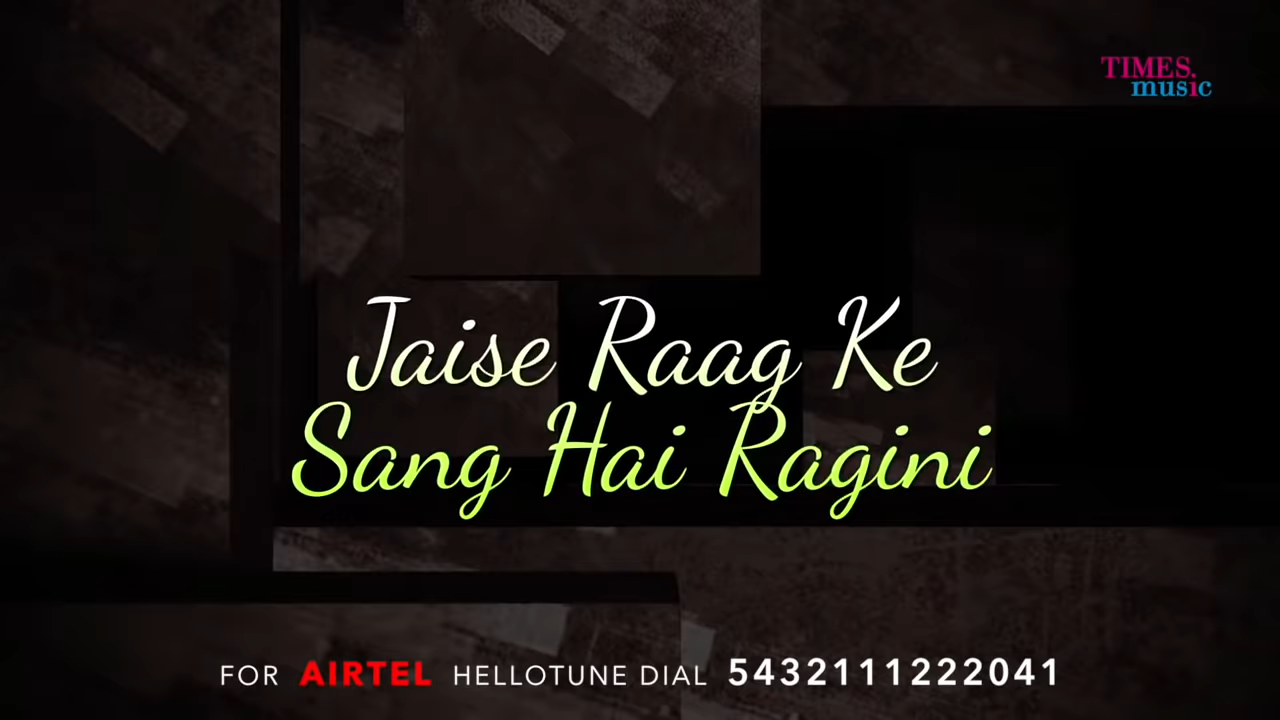 TIMES.
music
Jaise Raag Ke
Sang Hai Ragini
FOR AIRTEL HELLOTUNE DIAL 5432111222041